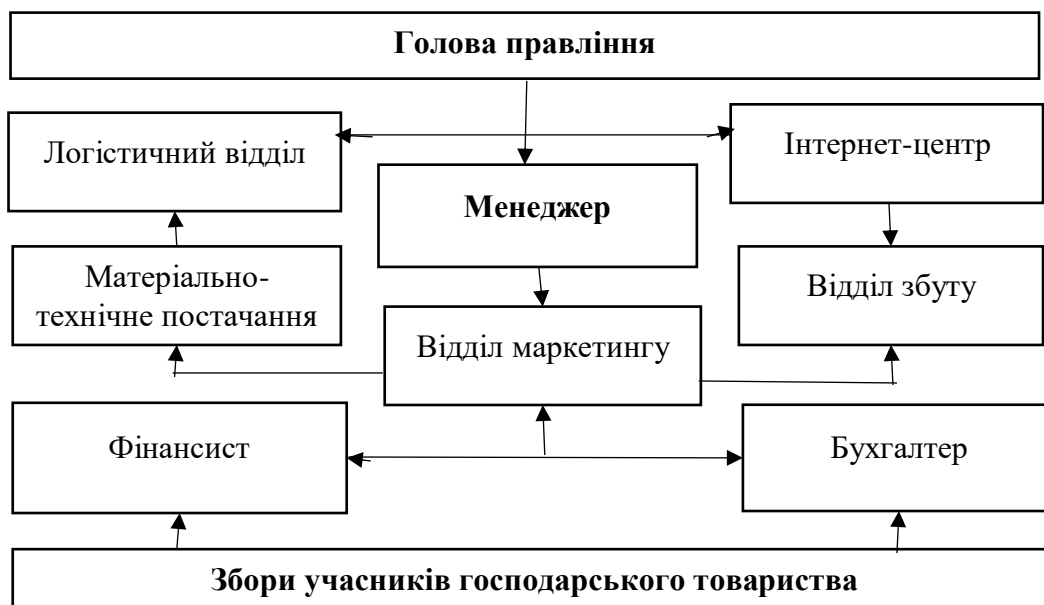 Голова правління
Логістичний відділ
Інтернет-центр
Менеджер
Матеріально-
технічне постачання
Відділ збуту
Відділ маркетингу
Фінансист
Бухгалтер
Збори учасників господарського товариства